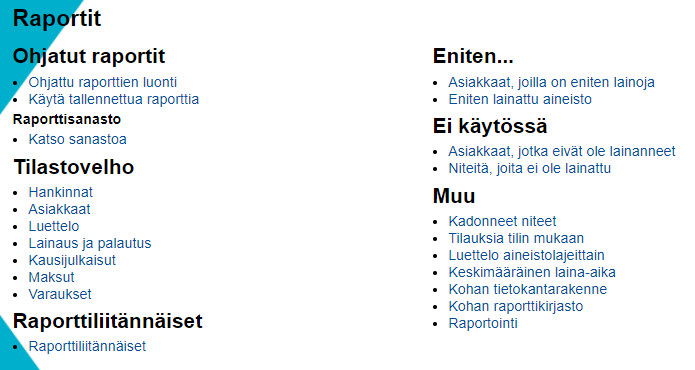 Raportit
Ohjatut raportit
Ohjattu raporttien luonti
Käytä tallennettua raporttia
Raporttisanasto
Katso sanastoa
Tilastovelho
Hankinnat
Asiakkaat
Luettelo
Lainaus ja palautus
Kausijulkaisut
Maksut
Varaukset
Raporttiliitännäiset
Raporttiliitännäiset
Eniten...
Asiakkaat, joilla on eniten lainoja
Eniten lainattu aineisto
Ei käytössä
Asiakkaat, jotka eivät ole lainanneet
Niteitä, joita ei ole lainattu
Muu
Kadonneet niteet
Tilauksia tilin mukaan
Luettelo aineistolajeittain
Keskimääräinen laina-aika
Kohan tietokantarakenne
Kohan raporttikirjasto
Raportointi